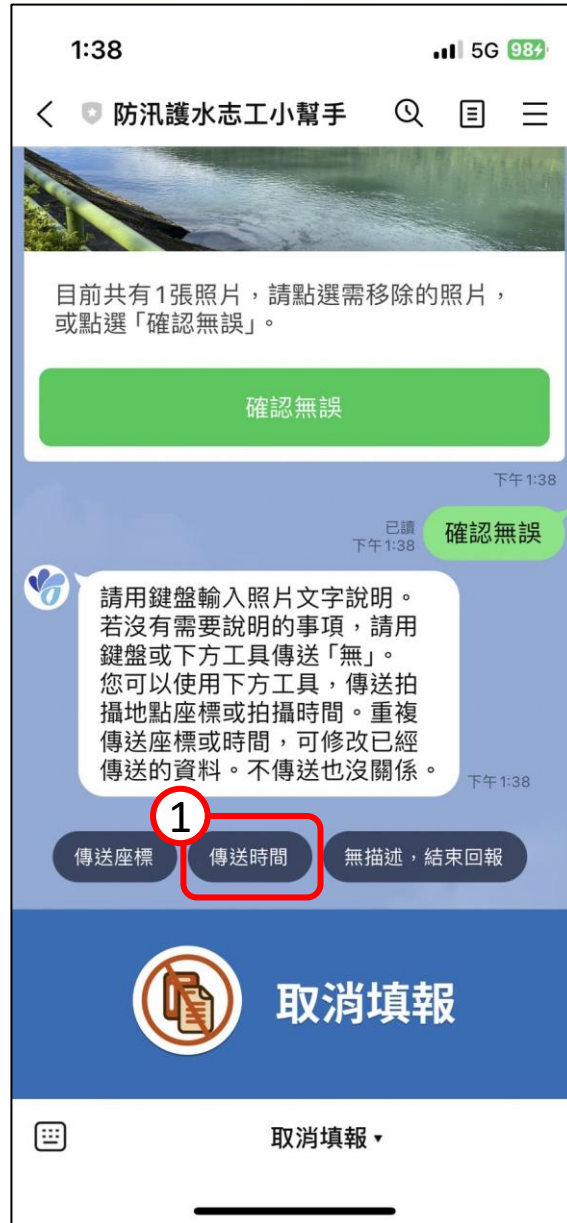 1:38 5G 98
防汛護水志工小幫手
目前共有1張照片，請點選需移除的照片，
或點選「確認無誤」。
確認無誤
下午1:38
已讀
下午1:38
確認無誤
請用鍵盤輸入照片文字說明。
若沒有需要說明的事項，請用
鍵盤或下方工具傳送「無」。
您可以使用下方工具，傳送拍
攝地點座標或拍攝時間。重複
傳送座標或時間，可修改已經
傳送的資料。不傳送也沒關係。
下午1:38
1
傳送座標 傳送時間 無描述，結束回報
取消填報
取消填報▼